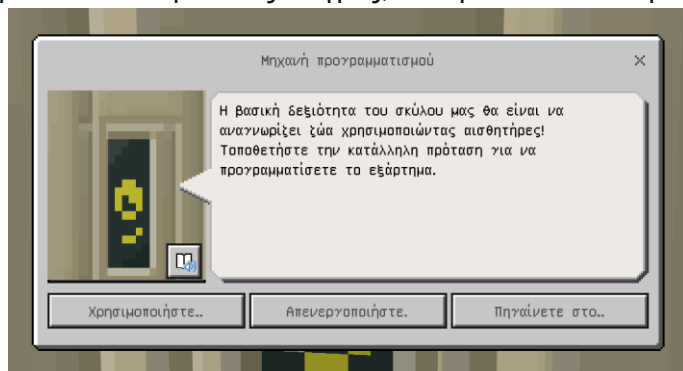 Μηχανή προγραμματισμού
Η βασική δεξιότητα του σκύλου μας θα είναι να
αναγνωρίζει ζώα χρησιμοποιώντας αισθητήρες!
Τοποθετήστε την κατάλληλη πρόταση για να
προγραμματίσετε το εξάρτημα.
Χρησιμοποιήστε..
Απενεργοποιήστε.
Πηγαίνετε στο..